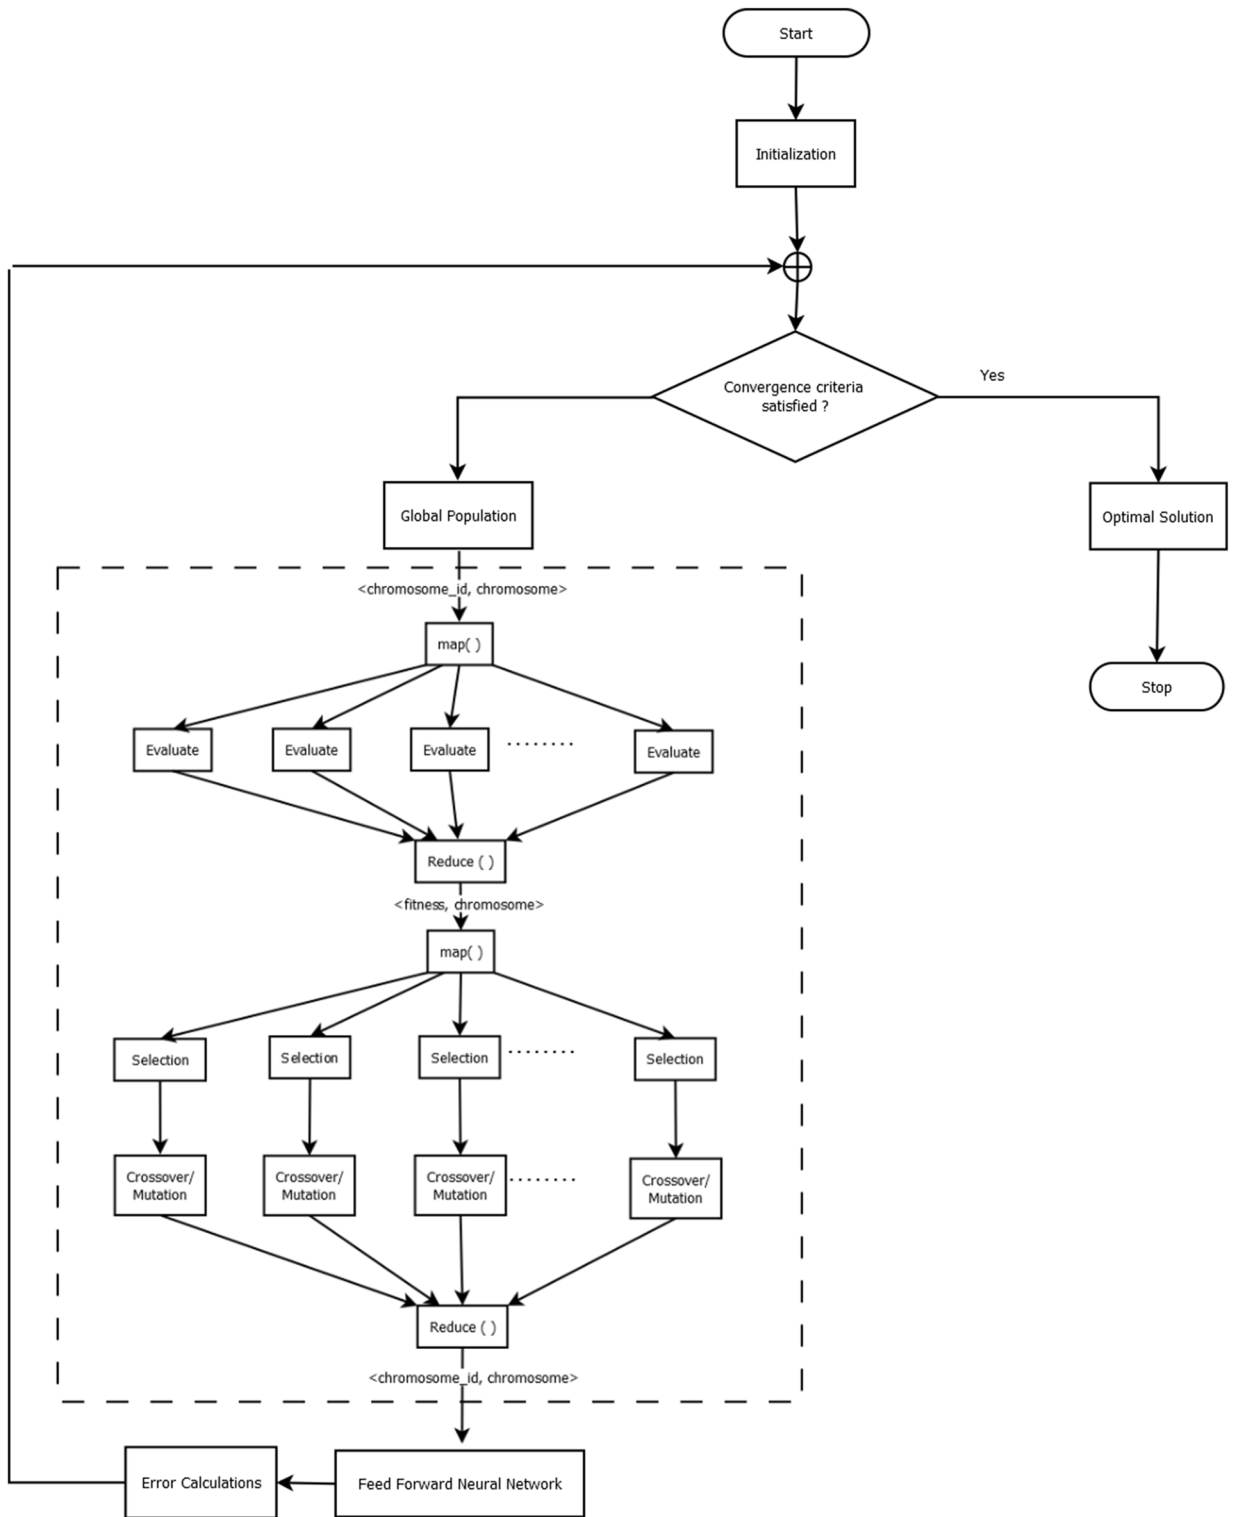 Start
Initialization
Convergence criteria
satisfied ?
Yes
Global Population
Optimal Solution
<chromosome_id, chromosome>
map( )
Stop
Evaluate
Evaluate
Evaluate
........
Evaluate
Reduce ( )
<fitness, chromosome>
map( )
Selection
Selection
Selection
........
Selection
Crossover/
Mutation
Crossover/
Mutation
Crossover/
Mutation
........
Crossover/
Mutation
Reduce ( )
<chromosome_id, chromosome>
Error Calculations
Feed Forward Neural Network